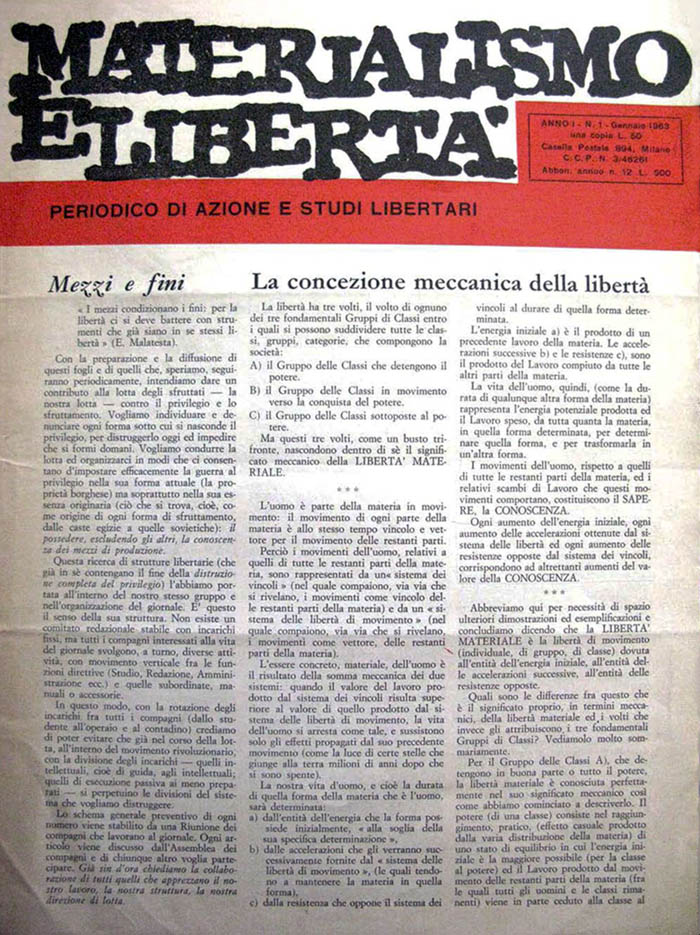 MATERIALISMO
E LIBERTA'
ANNO I - N. 1 - Gennaio 1963
una copia L. 50
Casella Postale 894, Milano
C. C. P. N. 3/46261
Abbon. annuo n. 12 L. 500
PERIODICO DI AZIONE E STUDI LIBERTARI
Mezzi e fini
« I mezzi condizionano i fini: per la
libertà ci si deve battere con stru-
menti che già siano in se stessi li-
bertà » (E. Malatesta).
Con la preparazione e la diffusione di
questi fogli e di quelli che, speriamo, segui-
ranno periodicamente, intendiamo dare un
contributo alla lotta degli sfruttati — la
nostra lotta — contro il privilegio e lo
sfruttamento. Vogliamo individuare e de-
nunciare ogni forma sotto cui si nasconde il
privilegio, per distruggerlo oggi ed impedire
che si formi domani. Vogliamo condurre la
lotta ed organizzarci in modi che ci consen-
tano d'impostare efficacemente la guerra al
privilegio nella sua forma attuale (la pro-
prietà borghese) ma soprattutto nella sua es-
senza originaria (ciò che si trova, cioè, co-
me origine di ogni forma di sfruttamento,
dalle caste egizie a quelle sovietiche): il
possedere, escludendo gli altri, la conoscen-
za dei mezzi di produzione.
Questa ricerca di strutture libertarie (che
già in sè contengano il fine della distruzio-
ne completa del privilegio) l'abbiamo por-
tata all'interno del nostro stesso gruppo e
nell'organizzazione del giornale. E' questo
il senso della sua struttura. Non esiste un
comitato redazionale stabile con incarichi
fissi, ma tutti i compagni interessati alla vita
del giornale svolgono, a turno, diverse atti-
vità, con movimento verticale fra le fun-
zioni direttive (Studio, Redazione, Ammini-
strazione ecc.) e quelle subordinate, ma-
nuali o accessorie.
In questo modo, con la rotazione degli
incarichi fra tutti i compagni (dallo stu-
dente all'operaio e al contadino) crediamo
di poter evitare che già nel corso della lot-
ta, all'interno del movimento rivoluzionario,
con la divisione degli incarichi — quelli in-
tellettuali, cioè di guida, agli intellettuali;
quelli di esecuzione passiva ai meno prepa-
rati — si perpetuino le divisioni del siste-
ma che vogliamo distruggere.
Lo schema generale preventivo di ogni
numero viene stabilito da una Riunione dei
compagni che lavorano al giornale. Ogni ar-
ticolo viene discusso dall'Assemblea dei
compagni e di chiunque altro voglia parte-
cipare. Già sin d'ora chiediamo la collabo-
razione di tutti quelli che apprezzano il no-
stro lavoro, la nostra struttura, la nostra
direzione di lotta.
La concezione meccanica della libertà
La libertà ha tre volti, il volto di ognuno
dei tre fondamentali Gruppi di Classi entro
i quali si possono suddividere tutte le clas-
si, gruppi, categorie, che compongono la
società:
A) il Gruppo delle Classi che detengono il
potere.
B) il Gruppo delle Classi in movimento
verso la conquista del potere.
C) il Gruppo delle Classi sottoposte al po-
tere.
Ma questi tre volti, come un busto tri-
fronte, nascondono dentro di sè il signifi-
cato meccanico della LIBERTA' MATE-
RIALE.
* * *
L'uomo è parte della materia in movi-
mento: il movimento di ogni parte della
materia è allo stesso tempo vincolo e vet-
tore per il movimento delle restanti parti.
Perciò i movimenti dell'uomo, relativi a
quelli di tutte le restanti parti della mate-
ria, sono rappresentati da un« sistema dei
vincoli » (nel quale compaiono, via via che
si rivelano, i movimenti come vincolo del-
le restanti parti della materia) e da un « si-
stema delle libertà di movimento » (nel
quale compaiono, via via che si rivelano,
i movimenti come vettore, delle restanti
parti della materia).
L'essere concreto, materiale, dell'uomo è
il risultato della somma meccanica dei due
sistemi: quando il valore del lavoro pro-
dotto dal sistema dei vincoli risulta supe-
riore al valore di quello prodotto dal si-
stema delle libertà di movimento, la vita
dell'uomo si arresta come tale, e sussistono
solo gli effetti propagati dal suo precedente
movimento (come la luce di certe stelle che
giunge alla terra milioni di anni dopo che
si sono spente).
La nostra vita d'uomo, e cioè la durata
di quella forma materia che è l'uomo,
sarà determinata:
a) dall'entità dell'energia che la forma pos-
siede inizialmente, « alla soglia della
sua specifica determinazione »,
b) dalle accelerazioni che gli verranno suc-
cessivamente fornite dal « sistema delle
libertà di movimento », (le quali tendo-
no a mantenere la materia in quella
forma),
c) dalla resistenza che oppone il sistema dei
vincoli al durare di quella forma deter-
minata.
L'energia iniziale a) è il prodotto di un
precedente lavoro della materia. Le accele-
razioni successive b) e le resistenze c), sono
il prodotto del Lavoro compiuto da tutte le
altri parti della materia.
La vita dell'uomo, quindi, (come la du-
rata di qualunque altra forma della materia)
rappresenta l'energia potenziale prodotta ed
il Lavoro speso, da tutta quanta la materia,
in quella forma determinata, per determi-
nare quella forma, e per trasformarla in
un'altra forma.
I movimenti dell'uomo, rispetto a quelli
di tutte le restanti parti della materia, ed i
relativi scambi di Lavoro che questi mo-
vimenti comportano, costituiscono il SAPE-
RE, la CONOSCENZA.
Ogni aumento dell'energia iniziale, ogni
aumento delle accelerazioni ottenute dal si-
stema delle libertà ed ogni aumento delle
resistenze opposte dal sistema dei vincoli,
corrispondono ad altrettanti aumenti del va-
lore della CONOSCENZA.
* * *
Abbreviamo qui per necessità di spazio
ulteriori dimostrazioni ed esemplificazioni e
concludiamo dicendo che la LIBERTA'
MATERIALE è la libertà di movimento
(individuale, di gruppo, di classe) dovuta
all'entità dell'energia iniziale, all'entità del-
le accelerazioni successive, all'entità delle
resistenze opposte.
Quali sono le differenze fra questo che
è il significato proprio, in termini mecca-
nici, della libertà materiale ed i volti che
invece gli attribuiscono i tre fondamentali
Gruppi di Classi? Vediamolo molto som-
mariamente.
Per il Gruppo delle Classi A), che de-
tengono in buona parte o tutto il potere,
la libertà materiale è conosciuta perfetta-
mente nel suo significato meccanico così
come abbiamo cominciato a descriverlo. Il
potere (di una classe) consiste nel raggiun-
gimento, pratico, (effetto casuale prodotto
dalla varia distribuzione della materia) di
uno stato di equilibrio in cui l'energia ini-
ziale è la maggiore possibile (per la classe
al potere) ed il Lavoro prodotto dal movi-
mento delle restanti parti della materia (fra
le quali tutti gli uomini e le classi rima-
nenti) viene in parte ceduto alla classe al